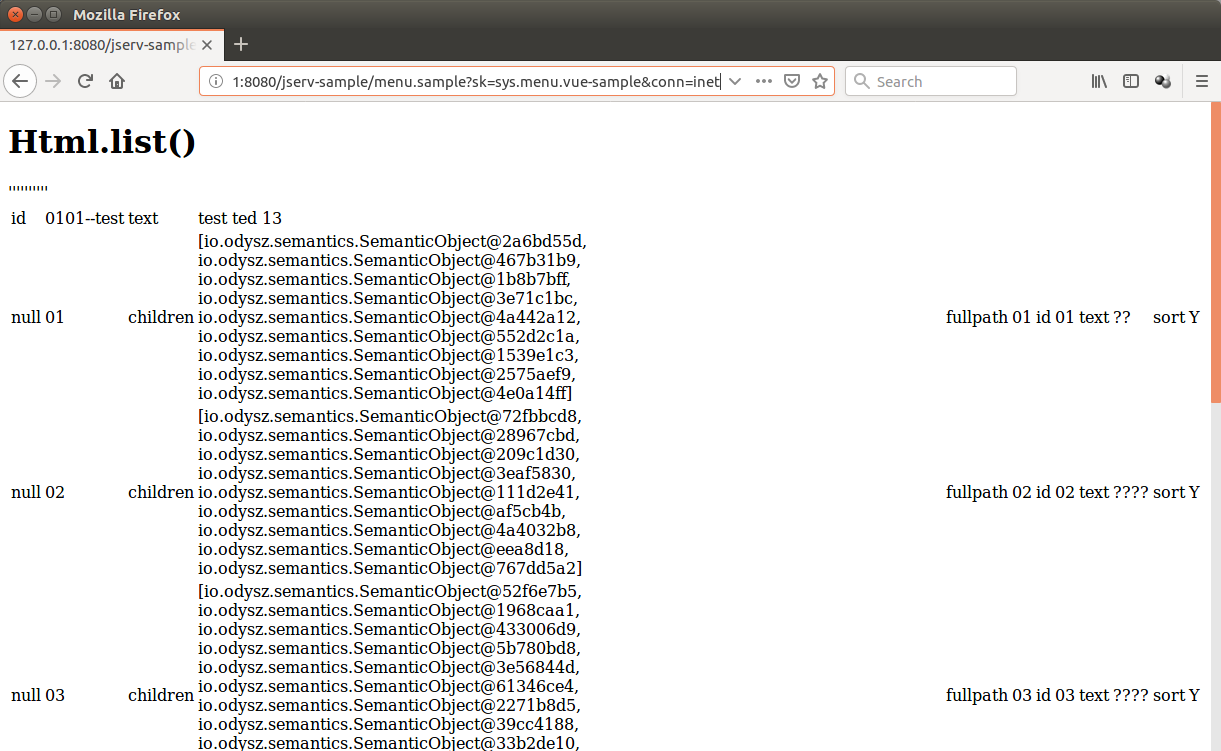 Mozilla Firefox
127.0.0.1:8080/jserv-sample
1:8080/jserv-sample/menu.sample?sk=sys.menu.vue-sample&conn=inet
Search
Html.list()
''''''''''
id 0101--test text test ted 13
[io.odysz.semantics.SemanticObject@2a6bd55d,
io.odysz.semantics.SemanticObject@467b31b9,
io.odysz.semantics.SemanticObject@1b8b7bff,
io.odysz.semantics.SemanticObject@3e71c1bc,
null 01 children io.odysz.semantics.SemanticObject@4a442a12, fullpath 01 id 01 text ?? sort Y
io.odysz.semantics.SemanticObject@552d2c1a,
io.odysz.semantics.SemanticObject@1539e1c3,
io.odysz.semantics.SemanticObject@2575aef9,
io.odysz.semantics.SemanticObject@4e0a14ff]
[io.odysz.semantics.SemanticObject@72fbbcd8,
io.odysz.semantics.SemanticObject@28967cbd,
io.odysz.semantics.SemanticObject@209c1d30,
io.odysz.semantics.SemanticObject@3eaf5830,
null 02 children io.odysz.semantics.SemanticObject@111d2e41, fullpath 02 id 02 text ???? sort Y
io.odysz.semantics.SemanticObject@af5cb4b,
io.odysz.semantics.SemanticObject@4a4032b8,
io.odysz.semantics.SemanticObject@eea8d18,
io.odysz.semantics.SemanticObject@767dd5a2]
[io.odysz.semantics.SemanticObject@52f6e7b5,
io.odysz.semantics.SemanticObject@1968caa1,
io.odysz.semantics.SemanticObject@433006d9,
io.odysz.semantics.SemanticObject@5b780bd8,
io.odysz.semantics.SemanticObject@3e56844d,
null 03 children io.odysz.semantics.SemanticObject@61346ce4, fullpath 03 id 03 text ???? sort Y
io.odysz.semantics.SemanticObject@2271b8d5,
io.odysz.semantics.SemanticObject@39cc4188,
io.odysz.semantics.SemanticObject@33b2de10,